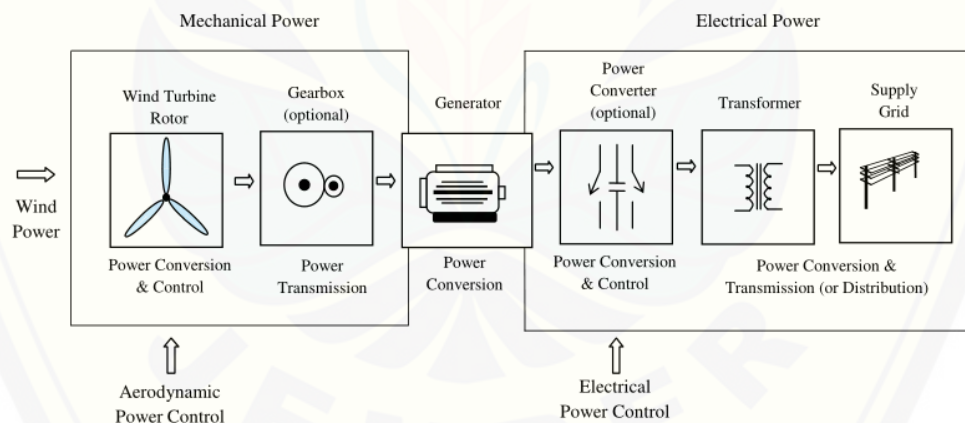 Mechanical Power
Electrical Power
Wind Turbine
Rotor
Gearbox
(optional)
Generator
Power
Converter
(optional)
Transformer
Supply
Grid
Wind
Power
Power Conversion
& Control
Power
Transmission
Power
Conversion
Power Conversion
& Control
Power Conversion &
Transmission (or Distribution)
Aerodynamic
Power Control
Electrical
Power Control